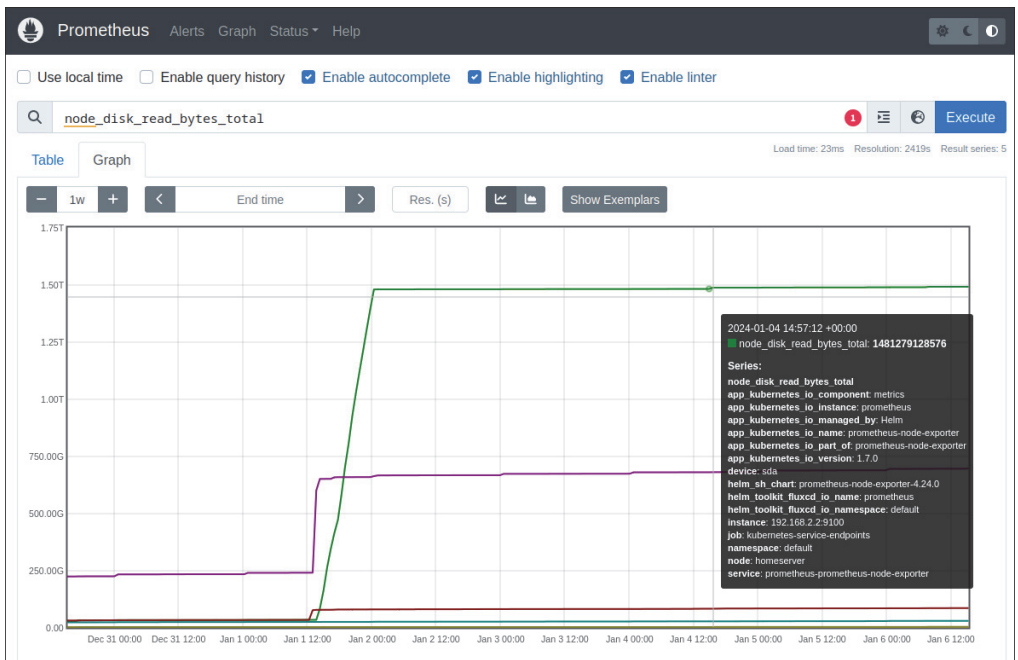 Prometheus Alerts Graph Status Help
Use local time Enable query history Enable autocomplete Enable highlighting Enable linter
node_disk_read_bytes_total 1 Execute
Load time: 23ms Resolution: 2419s Result series: 5
Table Graph
− 1w + < End time > Res. (s) Show Exemplars
1.75T
1.50T
1.25T
1.00T
750.00G
500.00G
250.00G
0.00
2024-01-04 14:57:12 +00:00
node_disk_read_bytes_total: 1481279128576
Series:
node_disk_read_bytes_total
app_kubernetes_io_component: metrics
app_kubernetes_io_instance: prometheus
app_kubernetes_io_managed_by: Helm
app_kubernetes_io_name: prometheus-node-exporter
app_kubernetes_io_part_of: prometheus-node-exporter
app_kubernetes_io_version: 1.7.0
device: sda
helm_sh_chart: prometheus-node-exporter-4.24.0
helm_toolkit_fluxcd_io_name: prometheus
helm_toolkit_fluxcd_io_namespace: default
instance: 192.168.2.2:9100
job: kubernetes-service-endpoints
namespace: default
node: homeserver
service: prometheus-prometheus-node-exporter
Dec 31 00:00 Dec 31 12:00 Jan 1 00:00 Jan 1 12:00 Jan 2 00:00 Jan 2 12:00 Jan 3 00:00 Jan 3 12:00 Jan 4 00:00 Jan 4 12:00 Jan 5 00:00 Jan 5 12:00 Jan 6 00:00 Jan 6 12:00